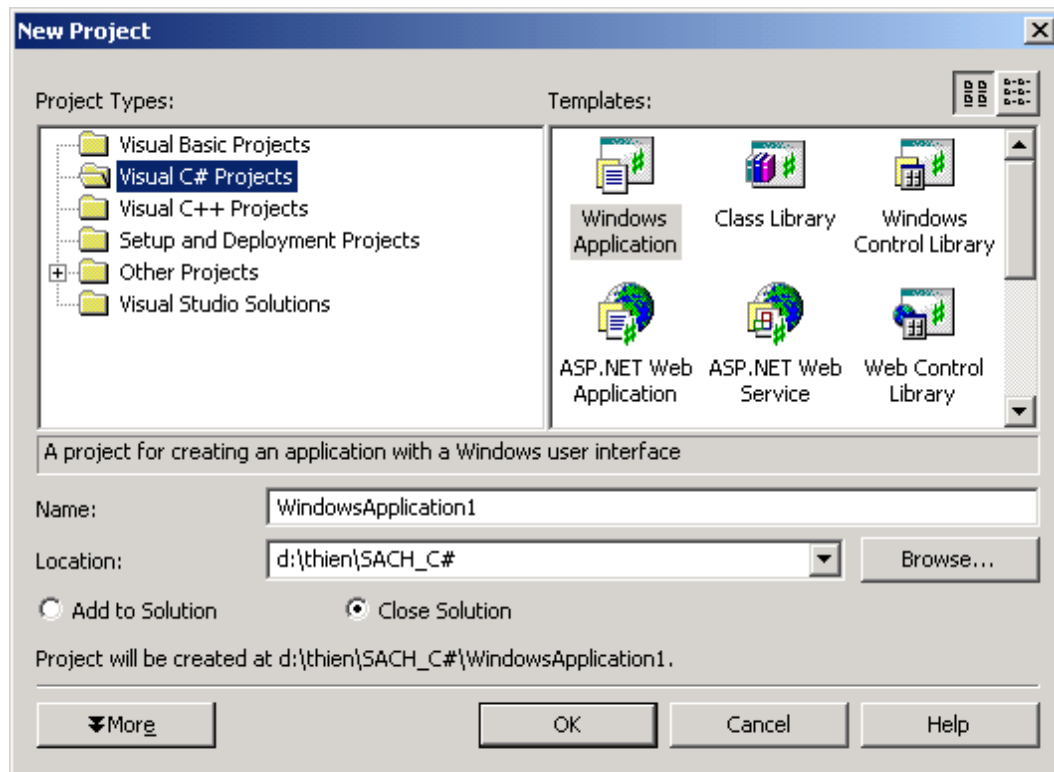 New Project
Project Types:
Templates:
Visual Basic Projects
Visual C# Projects
Visual C++ Projects
Setup and Deployment Projects
Other Projects
Visual Studio Solutions
Windows
Application
Class Library
Windows
Control Library
ASP.NET Web
Application
ASP.NET Web
Service
Web Control
Library
A project for creating an application with a Windows user interface
Name:
WindowsApplication1
Location:
d:\thien\SACH_C#
Browse...
Add to Solution
Close Solution
Project will be created at d:\thien\SACH_C#\WindowsApplication1.
More
OK
Cancel
Help